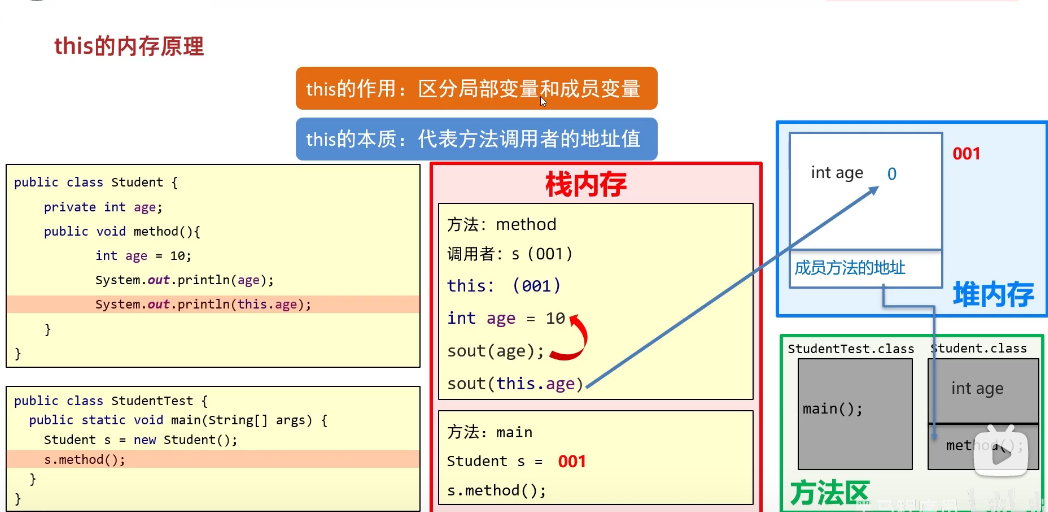 this的内存原理
this的作用：区分局部变量和成员变量
this的本质：代表方法调用者的地址值
public class Student {
private int age;
public void method(){
int age = 10;
System.out.println(age);
System.out.println(this.age);
}
}
public class StudentTest {
public static void main(String[] args) {
Student s = new Student();
s.method();
}
}
栈内存
方法：method
调用者：s（001）
this：（001）
int age = 10
sout(age);
sout(this.age)
方法：main
Student s = 001
s.method();
int age 0
001
成员方法的地址
堆内存
StudentTest.class
Student.class
main();
int age
method();
方法区